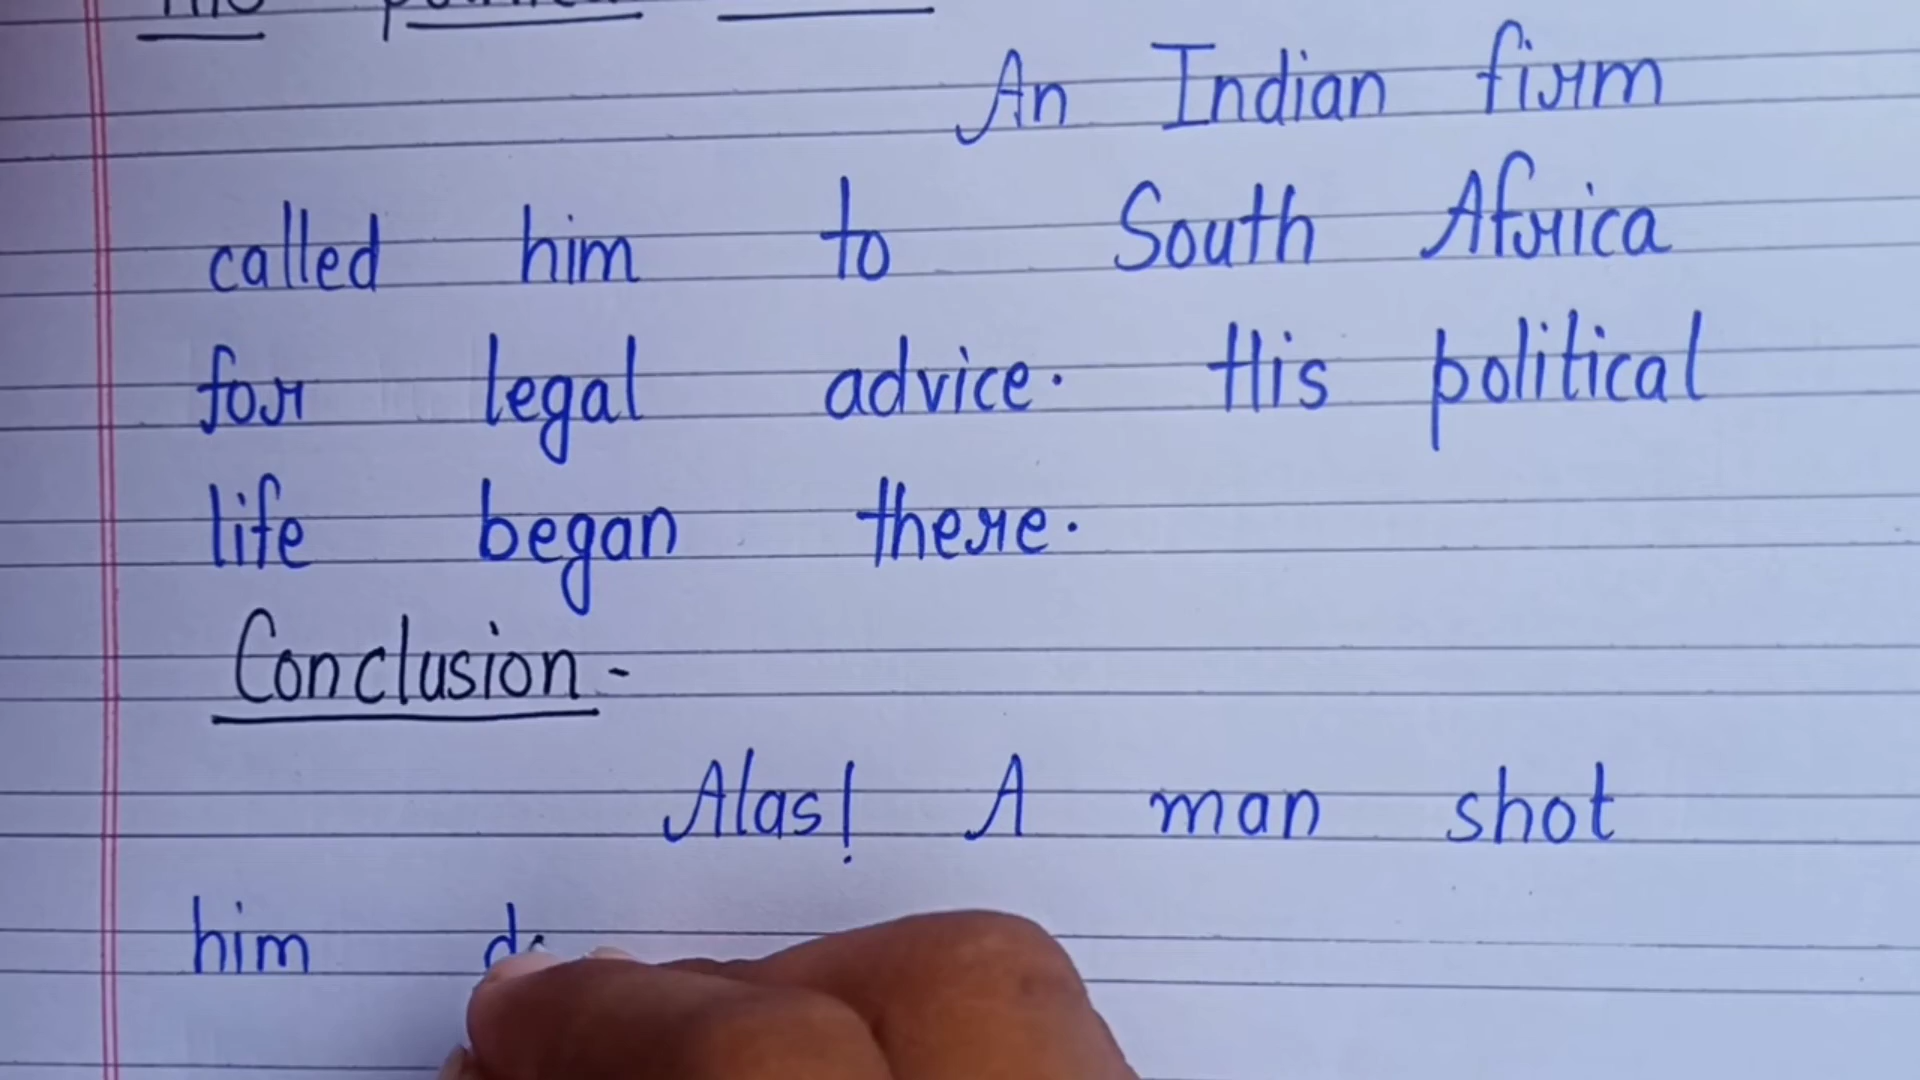 An Indian firm
called him to South Africa
for legal advice. His political
life began there.
Conclusion -
Alas! A man shot
him